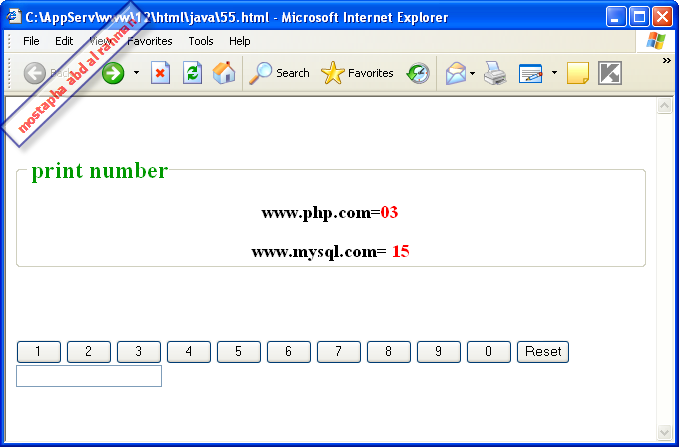 C:\AppServ\www\12\html\java\55.html - Microsoft Internet Explorer
mostapha abd alrahman
File Edit View Favorites Tools Help
Back Search Favorites
print number
www.php.com=03
www.mysql.com= 15
1 2 3 4 5 6 7 8 9 0 Reset